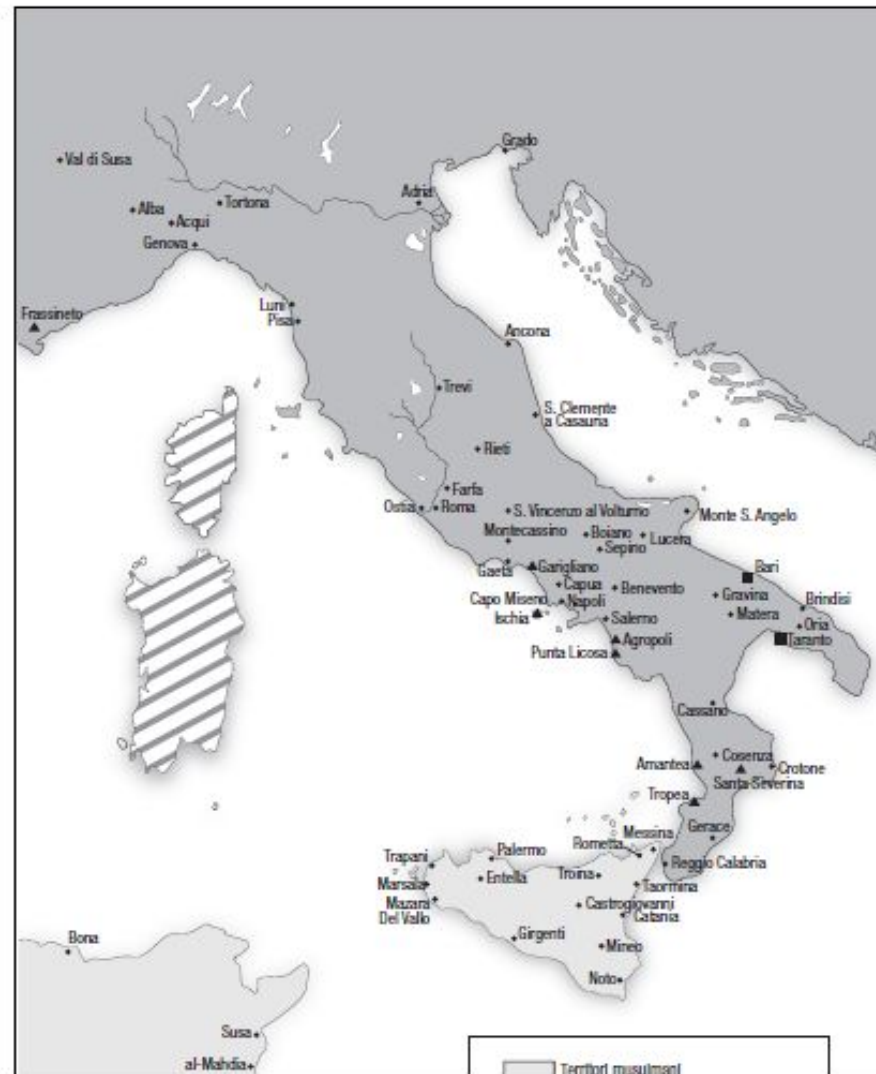 Grado
Val di Susa
Adria
Alba
Tortona
Acqui
Genova
Luni
Pisa
Frassineto
Ancona
Trevi
S. Clemente
a Casauna
Rieti
Farfa
Ostia
Roma
S. Vincenzo al Volturno
Monte S. Angelo
Montecassino
Boiano
Lucera
Sepino
Gaeta
Garigliano
Bari
Capua
Benevento
Gravina
Capo Miseno
Napoli
Brindisi
Ischia
Salerno
Matera
Oria
Agropoli
Taranto
Punta Licosa
Cassano
Cosenza
Amantea
Crotone
Santa Severina
Tropea
Messina
Gerace
Rometta
Palermo
Trapani
Reggio Calabria
Entella
Troina
Marsala
Taormina
Mazara
Del Vallo
Castrogiovanni
Catania
Girgenti
Bona
Mineo
Noto
Susa
al-Mahdia
Territori musulmani